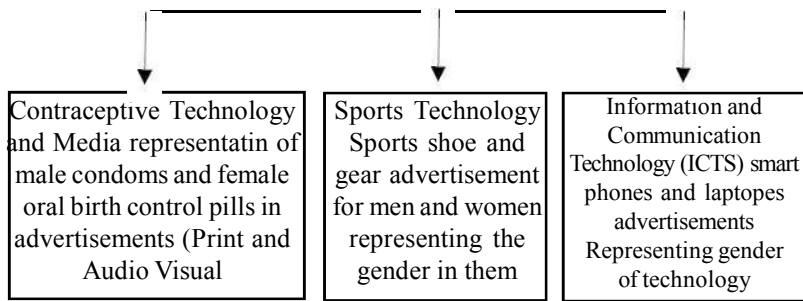 Contraceptive Technology
and Media representatin of
male condoms and female
oral birth control pills in
advertisements (Print and
Audio Visual
Sports Technology
Sports shoe and
gear advertisement
for men and women
representing the
gender in them
Information and
Communication
Technology (ICTS) smart
phones and laptopes
advertisements
Representing gender
of technology